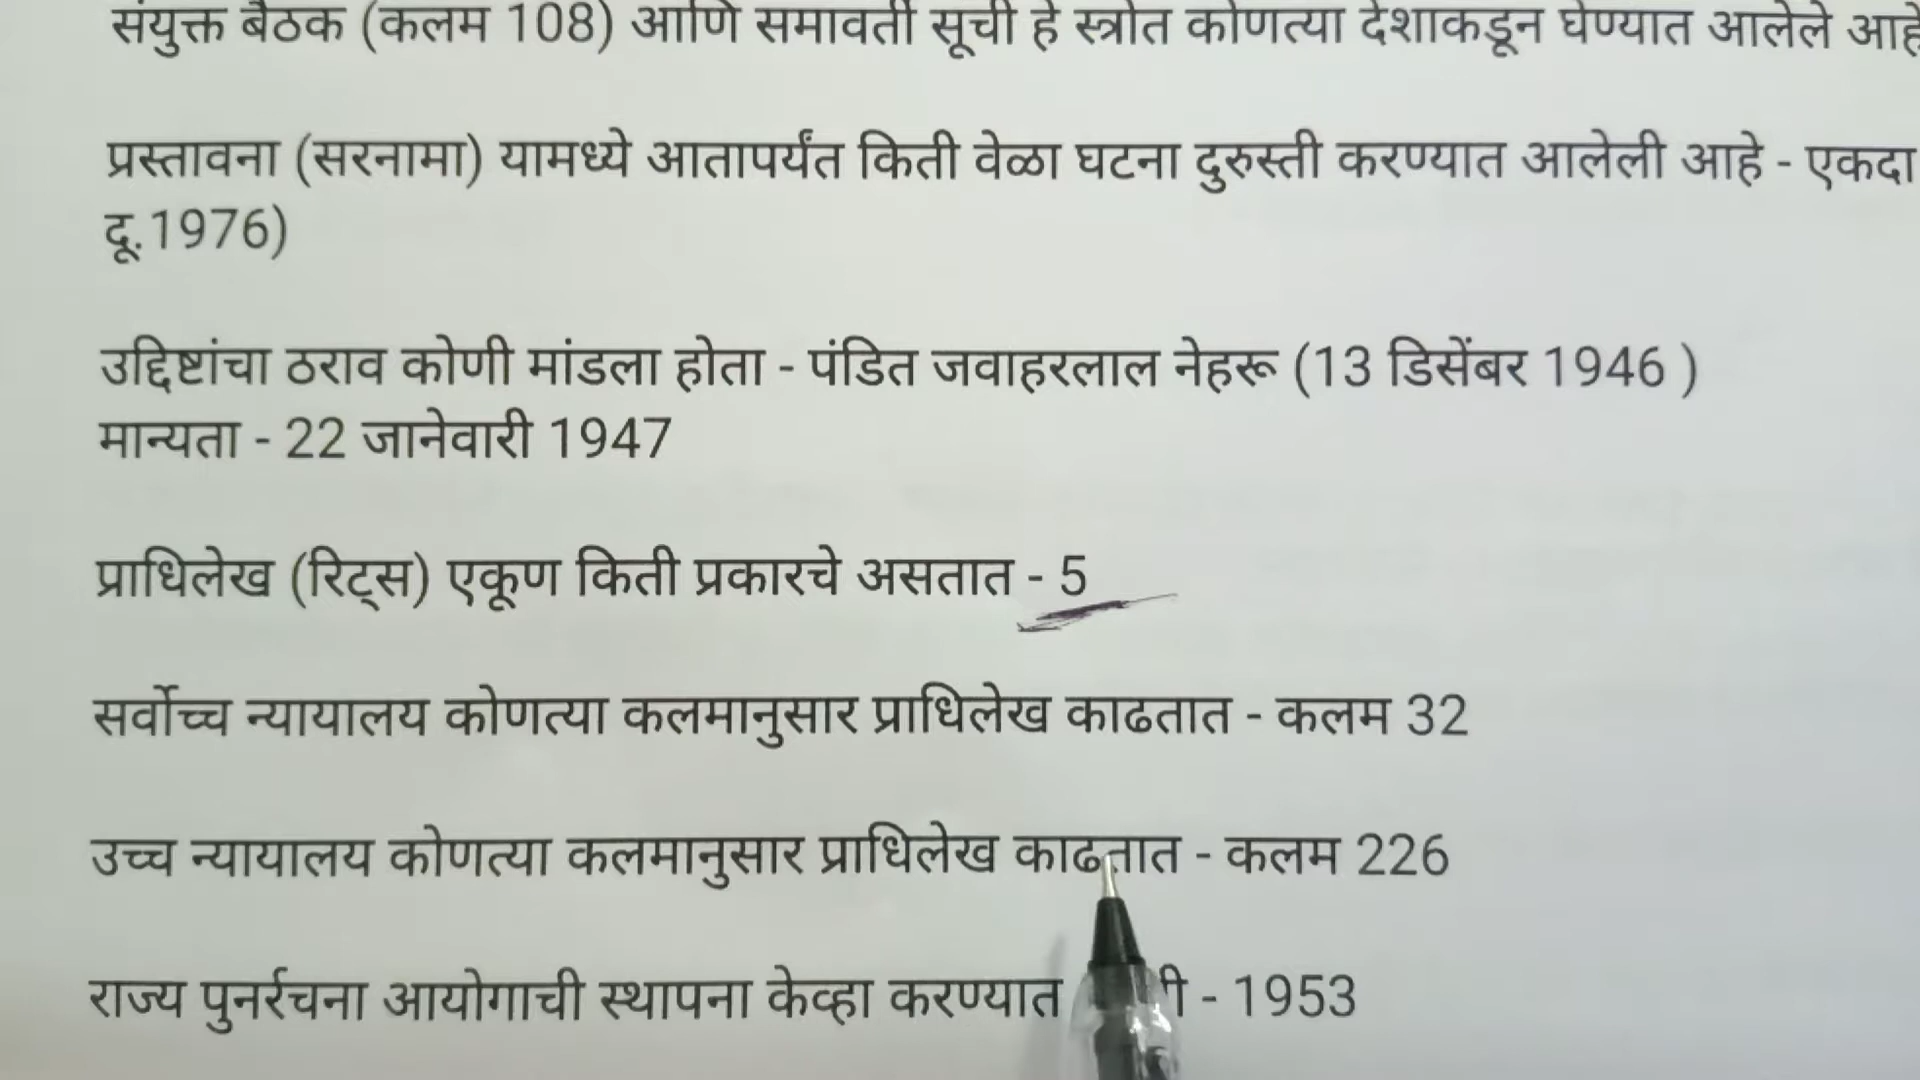 संयुक्त बैठक (कलम 108) आणि समावर्ती सूची हे स्त्रोत कोणत्या देशाकडून घेण्यात आलेले आहे
प्रस्तावना (सरनामा) यामध्ये आतापर्यंत किती वेळा घटना दुरुस्ती करण्यात आलेली आहे - एकदा
दू.1976)
उद्दिष्टांचा ठराव कोणी मांडला होता - पंडित जवाहरलाल नेहरू (13 डिसेंबर 1946 )
मान्यता - 22 जानेवारी 1947
प्राधिलेख (रिट्स) एकूण किती प्रकारचे असतात - 5
सर्वोच्च न्यायालय कोणत्या कलमानुसार प्राधिलेख काढतात - कलम 32
उच्च न्यायालय कोणत्या कलमानुसार प्राधिलेख काढतात - कलम 226
राज्य पुनर्रचना आयोगाची स्थापना केव्हा करण्यात - 1953